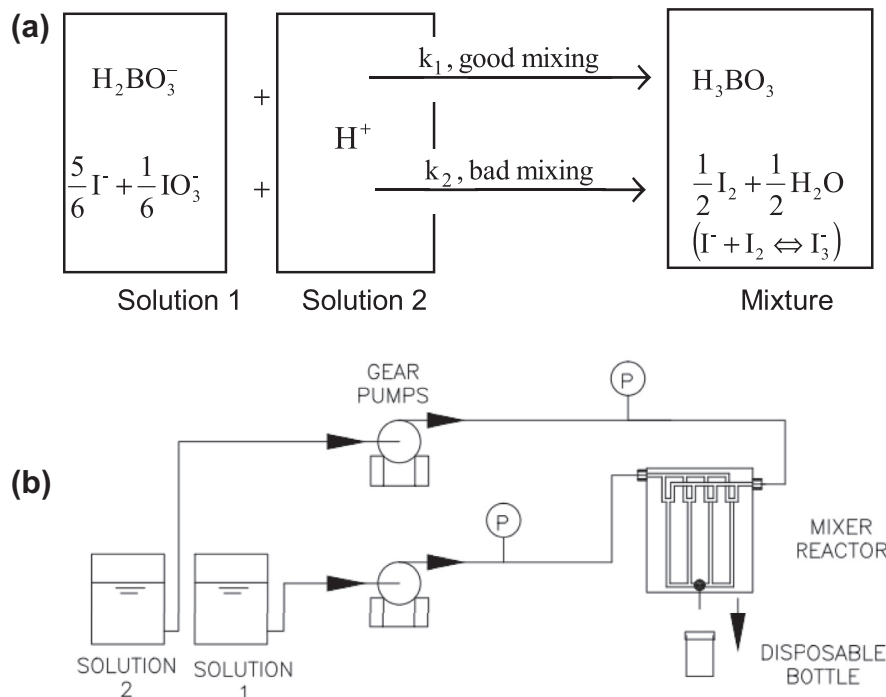 (a)
H₂BO₃⁻
+
k₁, good mixing
H₃BO₃
H⁺
5/6 I⁻ + 1/6 IO₃⁻
+
k₂, bad mixing
1/2 I₂ + 1/2 H₂O
(I⁻ + I₂ ⇔ I₃⁻)
Solution 1
Solution 2
Mixture
(b)
GEAR
PUMPS
P
P
MIXER
REACTOR
SOLUTION
2
SOLUTION
1
DISPOSABLE
BOTTLE